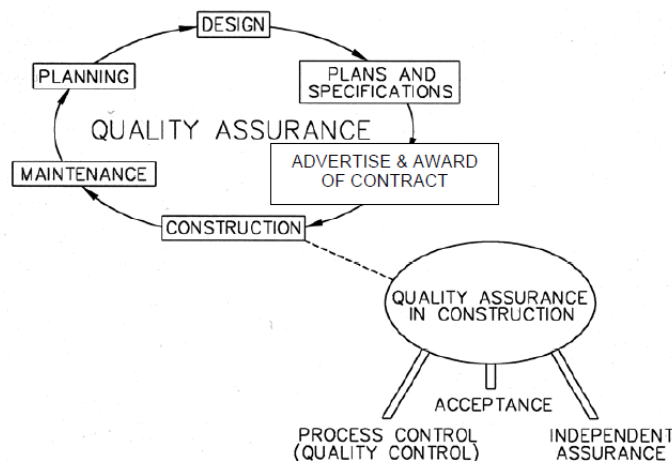 DESIGN
PLANNING
PLANS AND
SPECIFICATIONS
QUALITY ASSURANCE
ADVERTISE & AWARD
OF CONTRACT
MAINTENANCE
CONSTRUCTION
QUALITY ASSURANCE
IN CONSTRUCTION
ACCEPTANCE
PROCESS CONTROL
(QUALITY CONTROL)
INDEPENDENT
ASSURANCE